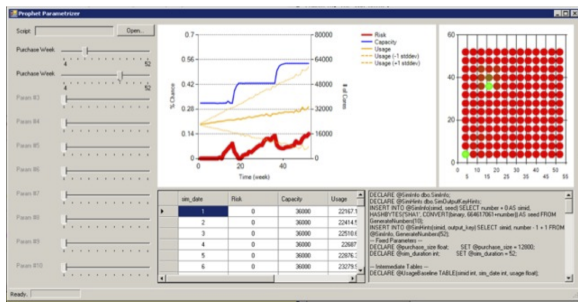 Prophet Parametrizer
Script:
Open...
Purchase Week
4
52
Purchase Week
4
52
Param #3
Param #4
Param #5
Param #6
Param #7
Param #8
Param #9
Param #10
Ready
0.7
0.56
0.42
0.28
0.14
0
% Chance
80000
64000
48000
32000
16000
0
# of Cores
0
20
40
Time (week)
Risk
Capacity
Usage
Usage (-1 stddev)
Usage (+1 stddev)
60
40
20
0
0
5
10
15
20
25
30
35
40
45
50
55
sim_date
Risk
Capacity
Usage
1
0
36000
22167.1
2
0
36000
22414.5
3
0
36000
22510.6
4
0
36000
22687
5
0
36000
22876.3
6
0
36000
23279.9
DECLARE @SimInfo dbo.SimInfo;
DECLARE @SimHints dbo.SimOutputKeyHints;
INSERT INTO @SimInfo(simid, seed) SELECT number + 0 AS simid,
HASHBYTES('SHA1', CONVERT(binary, 664617061+number)) AS seed FROM
GenerateNumbers(10);
INSERT INTO @SimHints(simid, output_key) SELECT simid, number - 1 + 1 FROM
@SimInfo, GenerateNumbers(52);
-- Fixed Parameters --
DECLARE @purchase_size float; SET @purchase_size = 12000;
DECLARE @sim_duration int; SET @sim_duration = 52;
-- Intermediate Tables --
DECLARE @UsageBaseline TABLE(simid int, sim_date int, usage float);